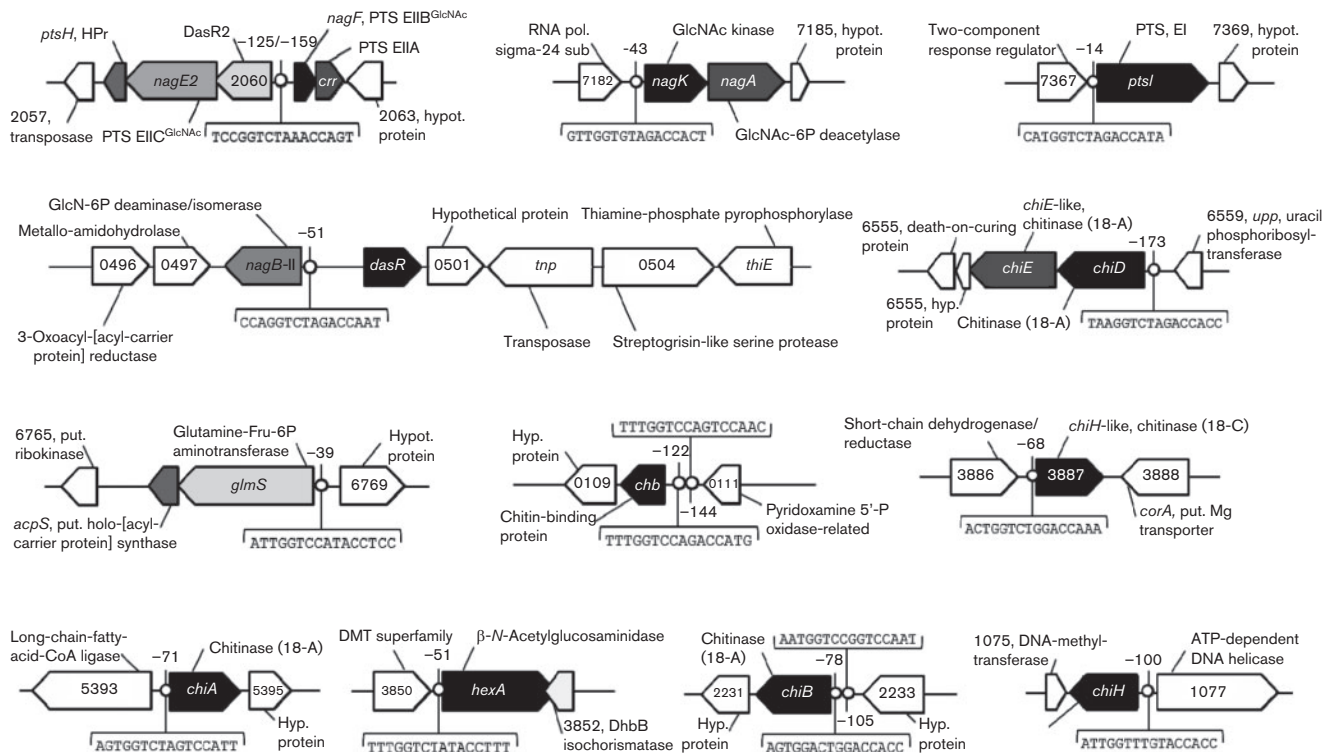 ptsH, HPr
DasR2
nagF, PTS EIIB^GlcNAc
−125/−159
PTS EIIA
nagE2
2060
crr
2057,
transposase
PTS EIIC^GlcNAc
2063, hypot.
protein
TCCGGTCTAAACCAGT
RNA pol.
sigma-24 sub
-43
GlcNAc kinase
7185, hypot.
protein
7182
nagK
nagA
GlcNAc-6P deacetylase
GTTGGTGTAGACCACT
Two-component
response regulator
−14
PTS, EI
7369, hypot.
protein
7367
ptsI
CATGGTCTAGACCATA
GlcN-6P deaminase/isomerase
Metallo-amidohydrolase
−51
Hypothetical protein
Thiamine-phosphate pyrophosphorylase
0496
0497
nagB-II
dasR
0501
tnp
0504
thiE
CCAGGTCTAGACCAAT
3-Oxoacyl-[acyl-carrier
protein] reductase
Transposase
Streptogrisin-like serine protease
6555, death-on-curing
protein
chiE-like,
chitinase (18-A)
−173
6559, upp, uracil
phosphoribosyl-
transferase
chiE
chiD
6555, hyp.
protein
Chitinase (18-A)
TAAGGTCTAGACCACC
6765, put.
ribokinase
Glutamine-Fru-6P
aminotransferase
−39
Hypot.
protein
glmS
6769
acpS, put. holo-[acyl-
carrier protein] synthase
ATTGGTCCATACCTCC
TTTGGTCCAGTCCAAC
Hyp.
protein
−122
0109
chb
0111
Chitin-binding
protein
−144
Pyridoxamine 5'-P
oxidase-related
TTTGGTCCAGACCATG
Short-chain dehydrogenase/
reductase
−68
chiH-like, chitinase (18-C)
3886
3887
3888
corA, put. Mg
transporter
ACTGGTCTGGACCAAA
Long-chain-fatty-
acid-CoA ligase
−71
Chitinase (18-A)
5393
chiA
5395
Hyp.
protein
AGTGGTCTAGTCCATT
DMT superfamily
−51
β-N-Acetylglucosaminidase
3850
hexA
3852, DhbB
isochorismatase
TTTGGTCTATACCTTT
Chitinase
(18-A)
AATGGTCCGGTCCAAT
−78
2231
chiB
2233
Hyp.
protein
−105
Hyp.
protein
AGTGGACTGGACCACC
1075, DNA-methyl-
transferase
−100
ATP-dependent
DNA helicase
chiH
1077
ATTGGTTTGTACCACC